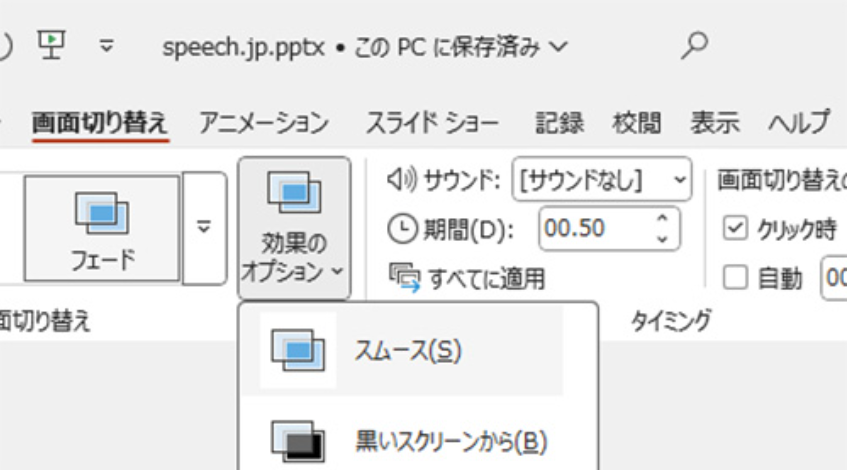 speech.jp.pptx • この PC に保存済み
画面切り替え アニメーション スライド ショー 記録 校閲 表示 ヘルプ
フェード
効果の
オプション
サウンド: [サウンドなし]
期間(D): 00.50
すべてに適用
画面切り替えの
クリック時
自動 00
面切り替え
タイミング
スムース(S)
黒いスクリーンから(B)